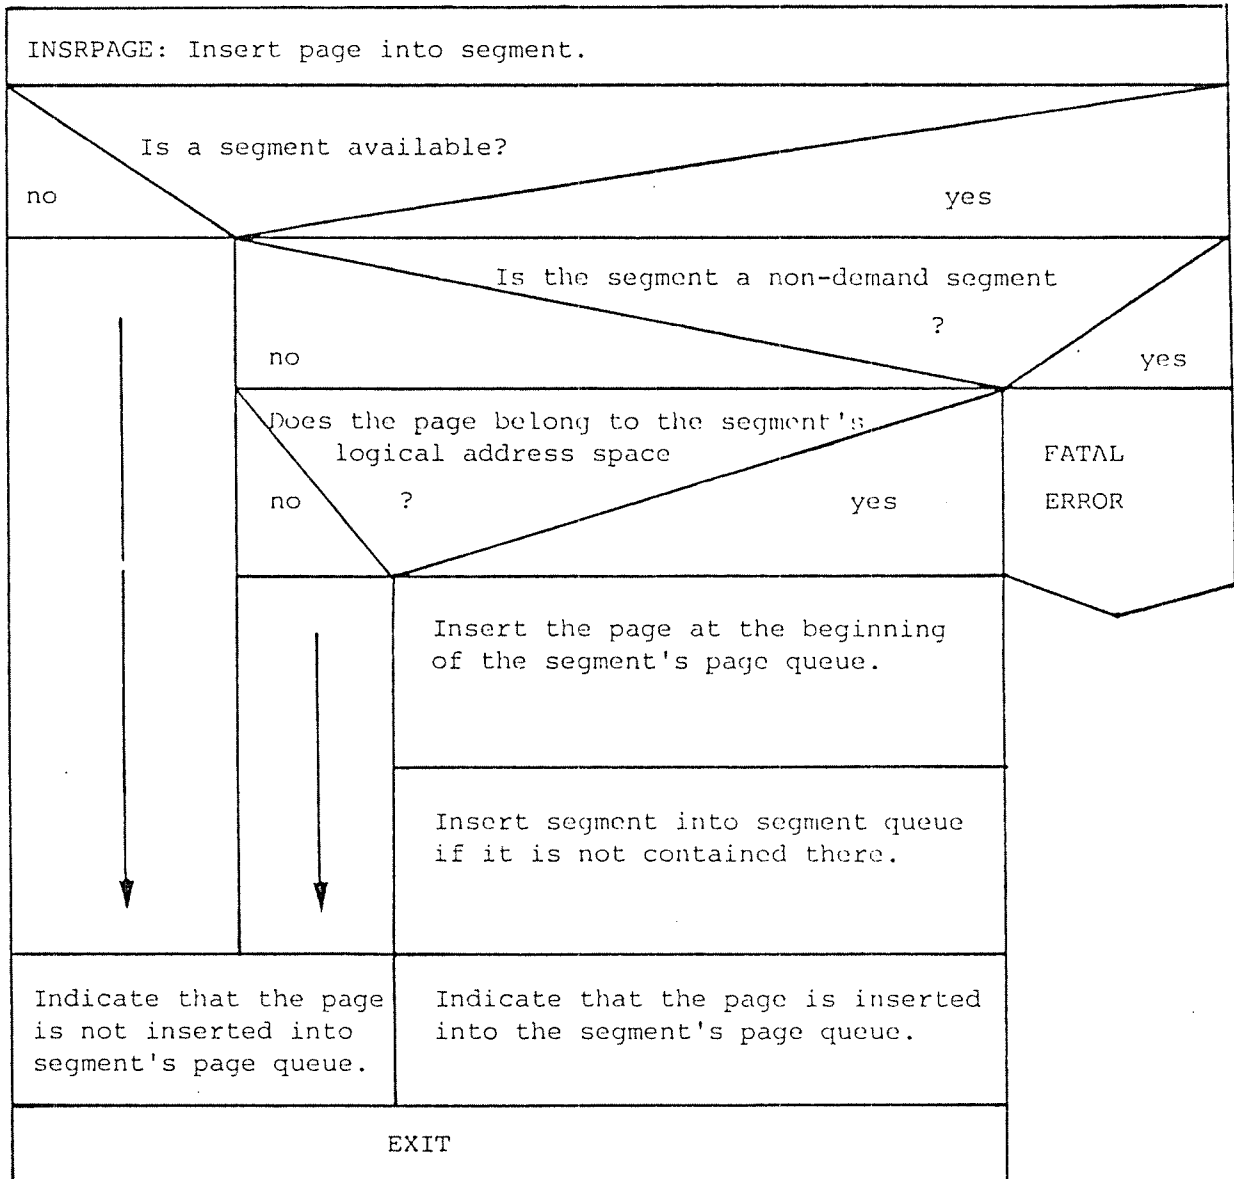 INSRPAGE: Insert page into segment.
Is a segment available?
no
yes
Is the segment a non-demand segment
?
no
yes
Does the page belong to the segment's
logical address space
no
?
yes
FATAL
ERROR
Insert the page at the beginning
of the segment's page queue.
Insert segment into segment queue
if it is not contained there.
Indicate that the page
is not inserted into
segment's page queue.
Indicate that the page is inserted
into the segment's page queue.
EXIT